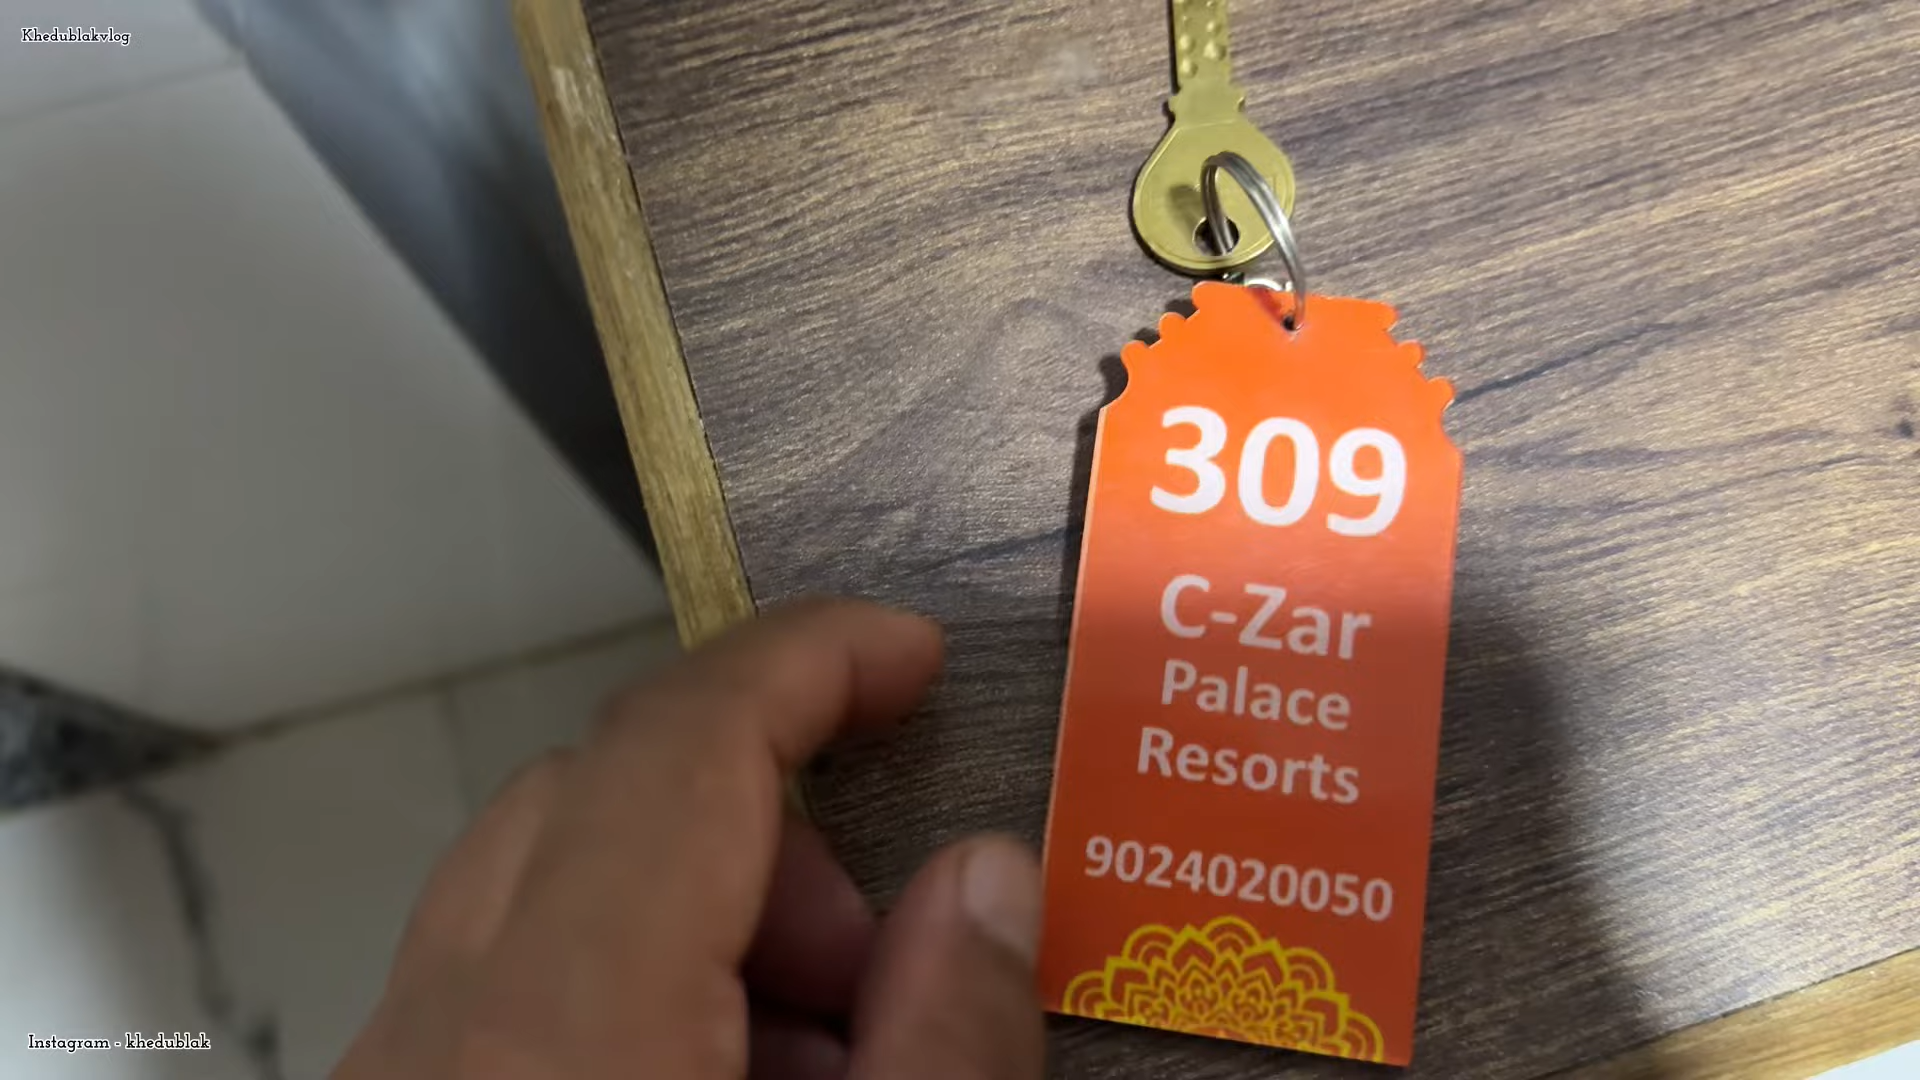 Khedublakvlog
309
C-Zar
Palace
Resorts
9024020050
Instagram - khedublak